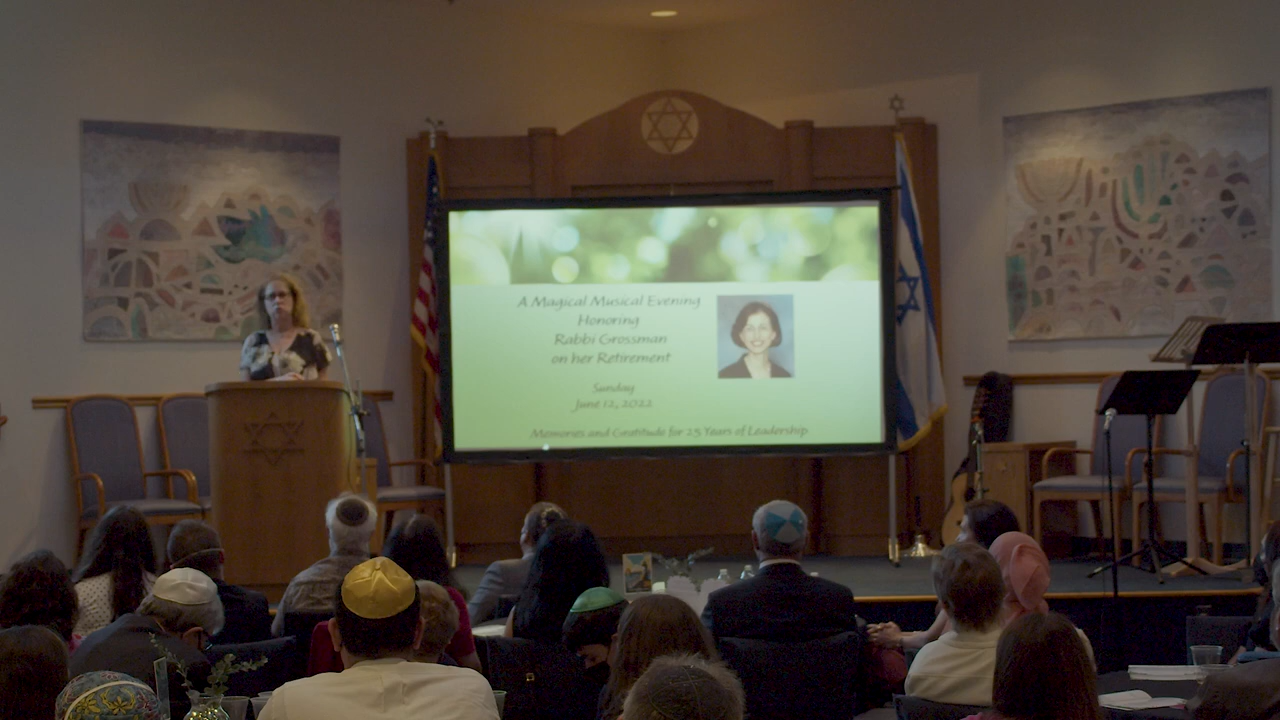 A Magical Musical Evening
Honoring
Rabbi Grossman
on her Retirement
Sunday
June 12, 2022
Memories and Gratitude for 25 Years of Leadership